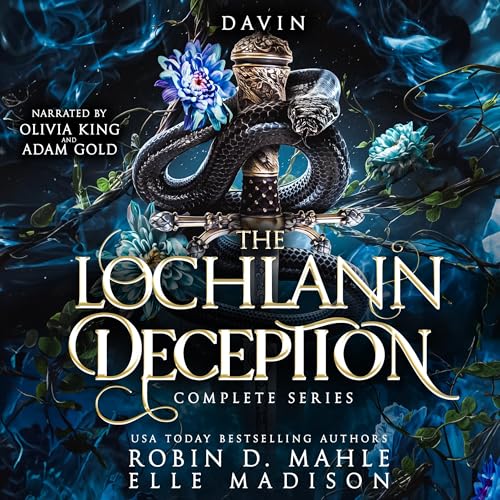 DAVIN
NARRATED BY
OLIVIA KING
AND
ADAM GOLD
THE
LOCHLANN
DECEPTION
COMPLETE SERIES
USA TODAY BESTSELLING AUTHORS
ROBIN D. MAHLE
ELLE MADISON